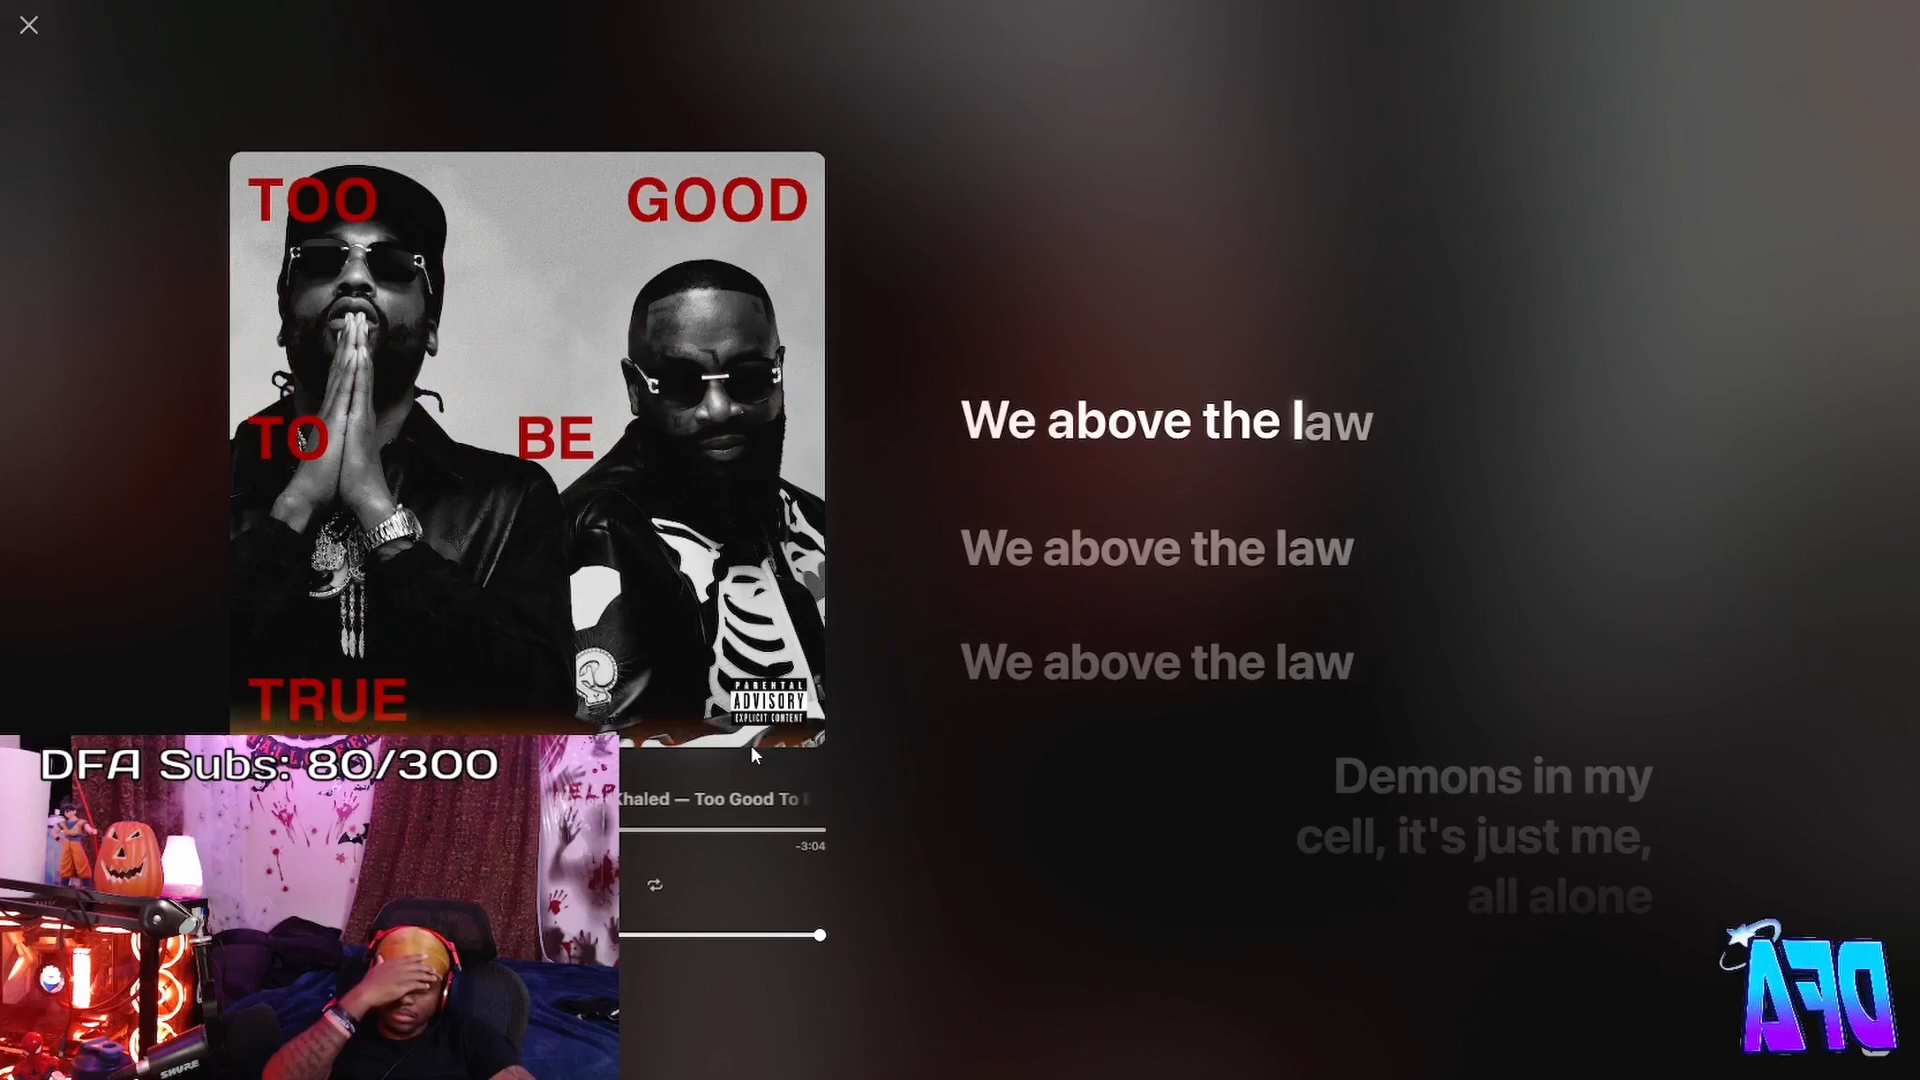 TOO GOOD
TO BE
TRUE
PARENTAL
ADVISORY
EXPLICIT CONTENT
We above the law
We above the law
We above the law
Demons in my
cell, it's just me,
all alone
DFA Subs: 80/300
HELP
Khaled — Too Good To B
-3:04
SHURE
DFA